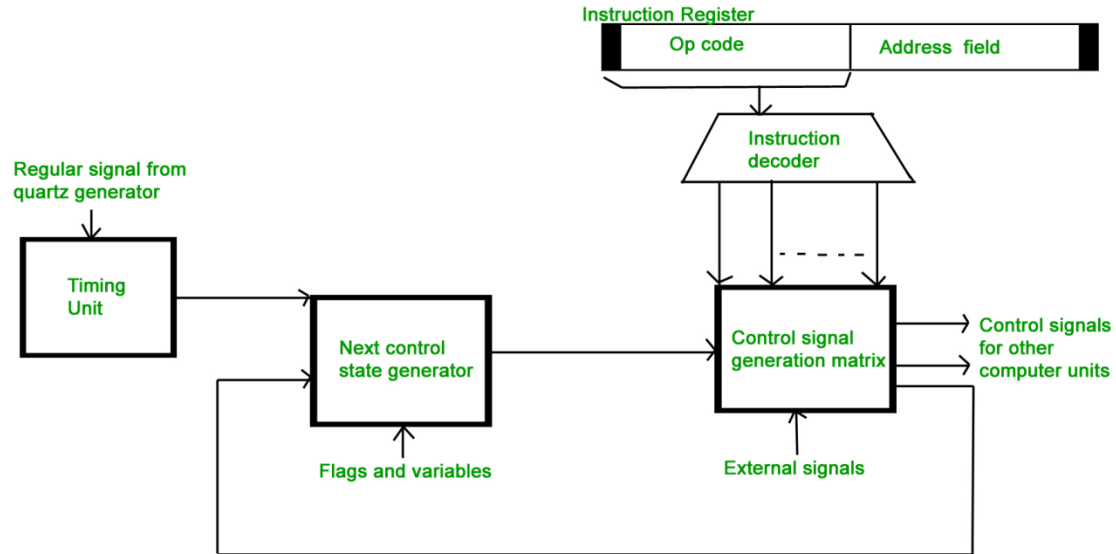 Instruction Register
Op code
Address field
Instruction
decoder
Regular signal from
quartz generator
Timing
Unit
Next control
state generator
Control signal
generation matrix
Control signals
for other
computer units
Flags and variables
External signals